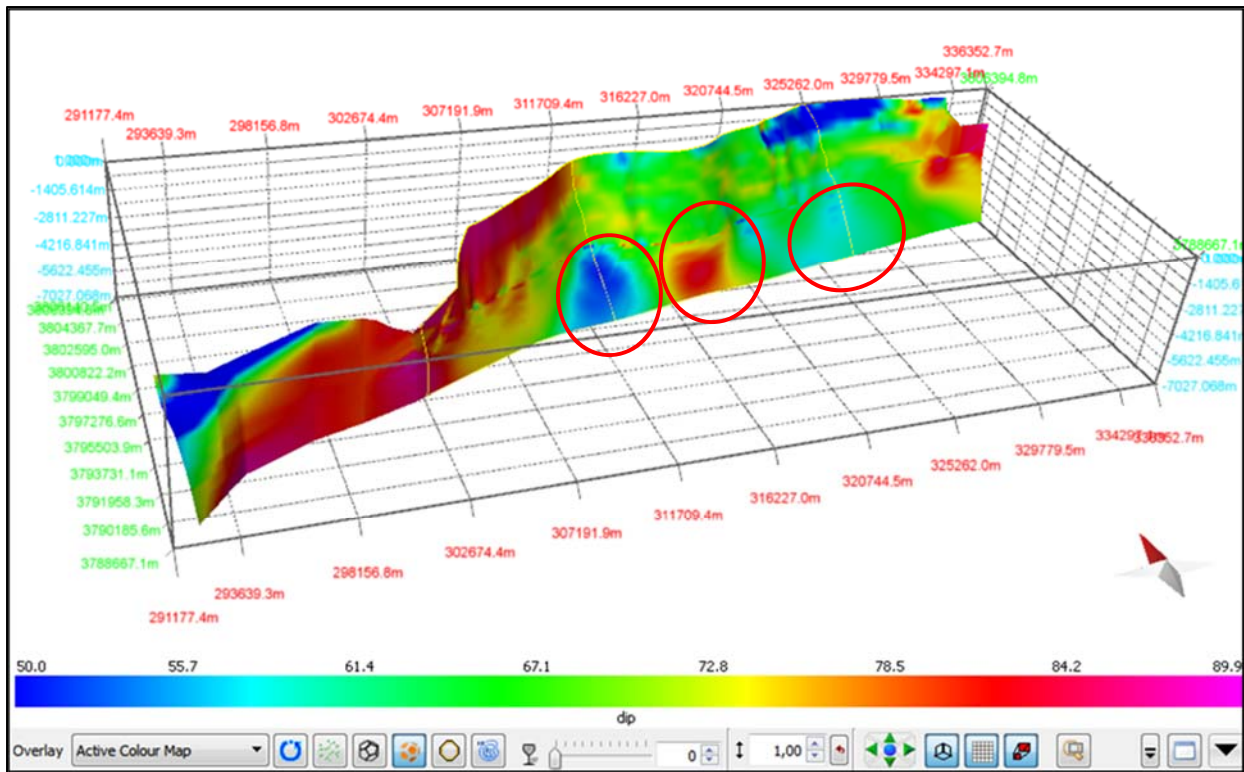 336352.7m
334297.1m
329779.5m
325262.0m
320744.5m
316227.0m
311709.4m
307191.9m
302674.4m
298156.8m
293639.3m
291177.4m
-1405.614m
-2811.227m
-4216.841m
-5622.455m
-7027.068m
3804367.7m
3802595.0m
3800822.2m
3799049.4m
3797276.6m
3795503.9m
3793731.1m
3791958.3m
3790185.6m
3788667.1m
291177.4m
293639.3m
298156.8m
302674.4m
307191.9m
311709.4m
316227.0m
320744.5m
325262.0m
329779.5m
3788667.1m
-1405.6
-2811.227
-4216.841m
-5622.455m
-7027.068m
50.0 55.7 61.4 67.1 72.8 78.5 84.2 89.9
dip
Overlay Active Colour Map 0 1,00